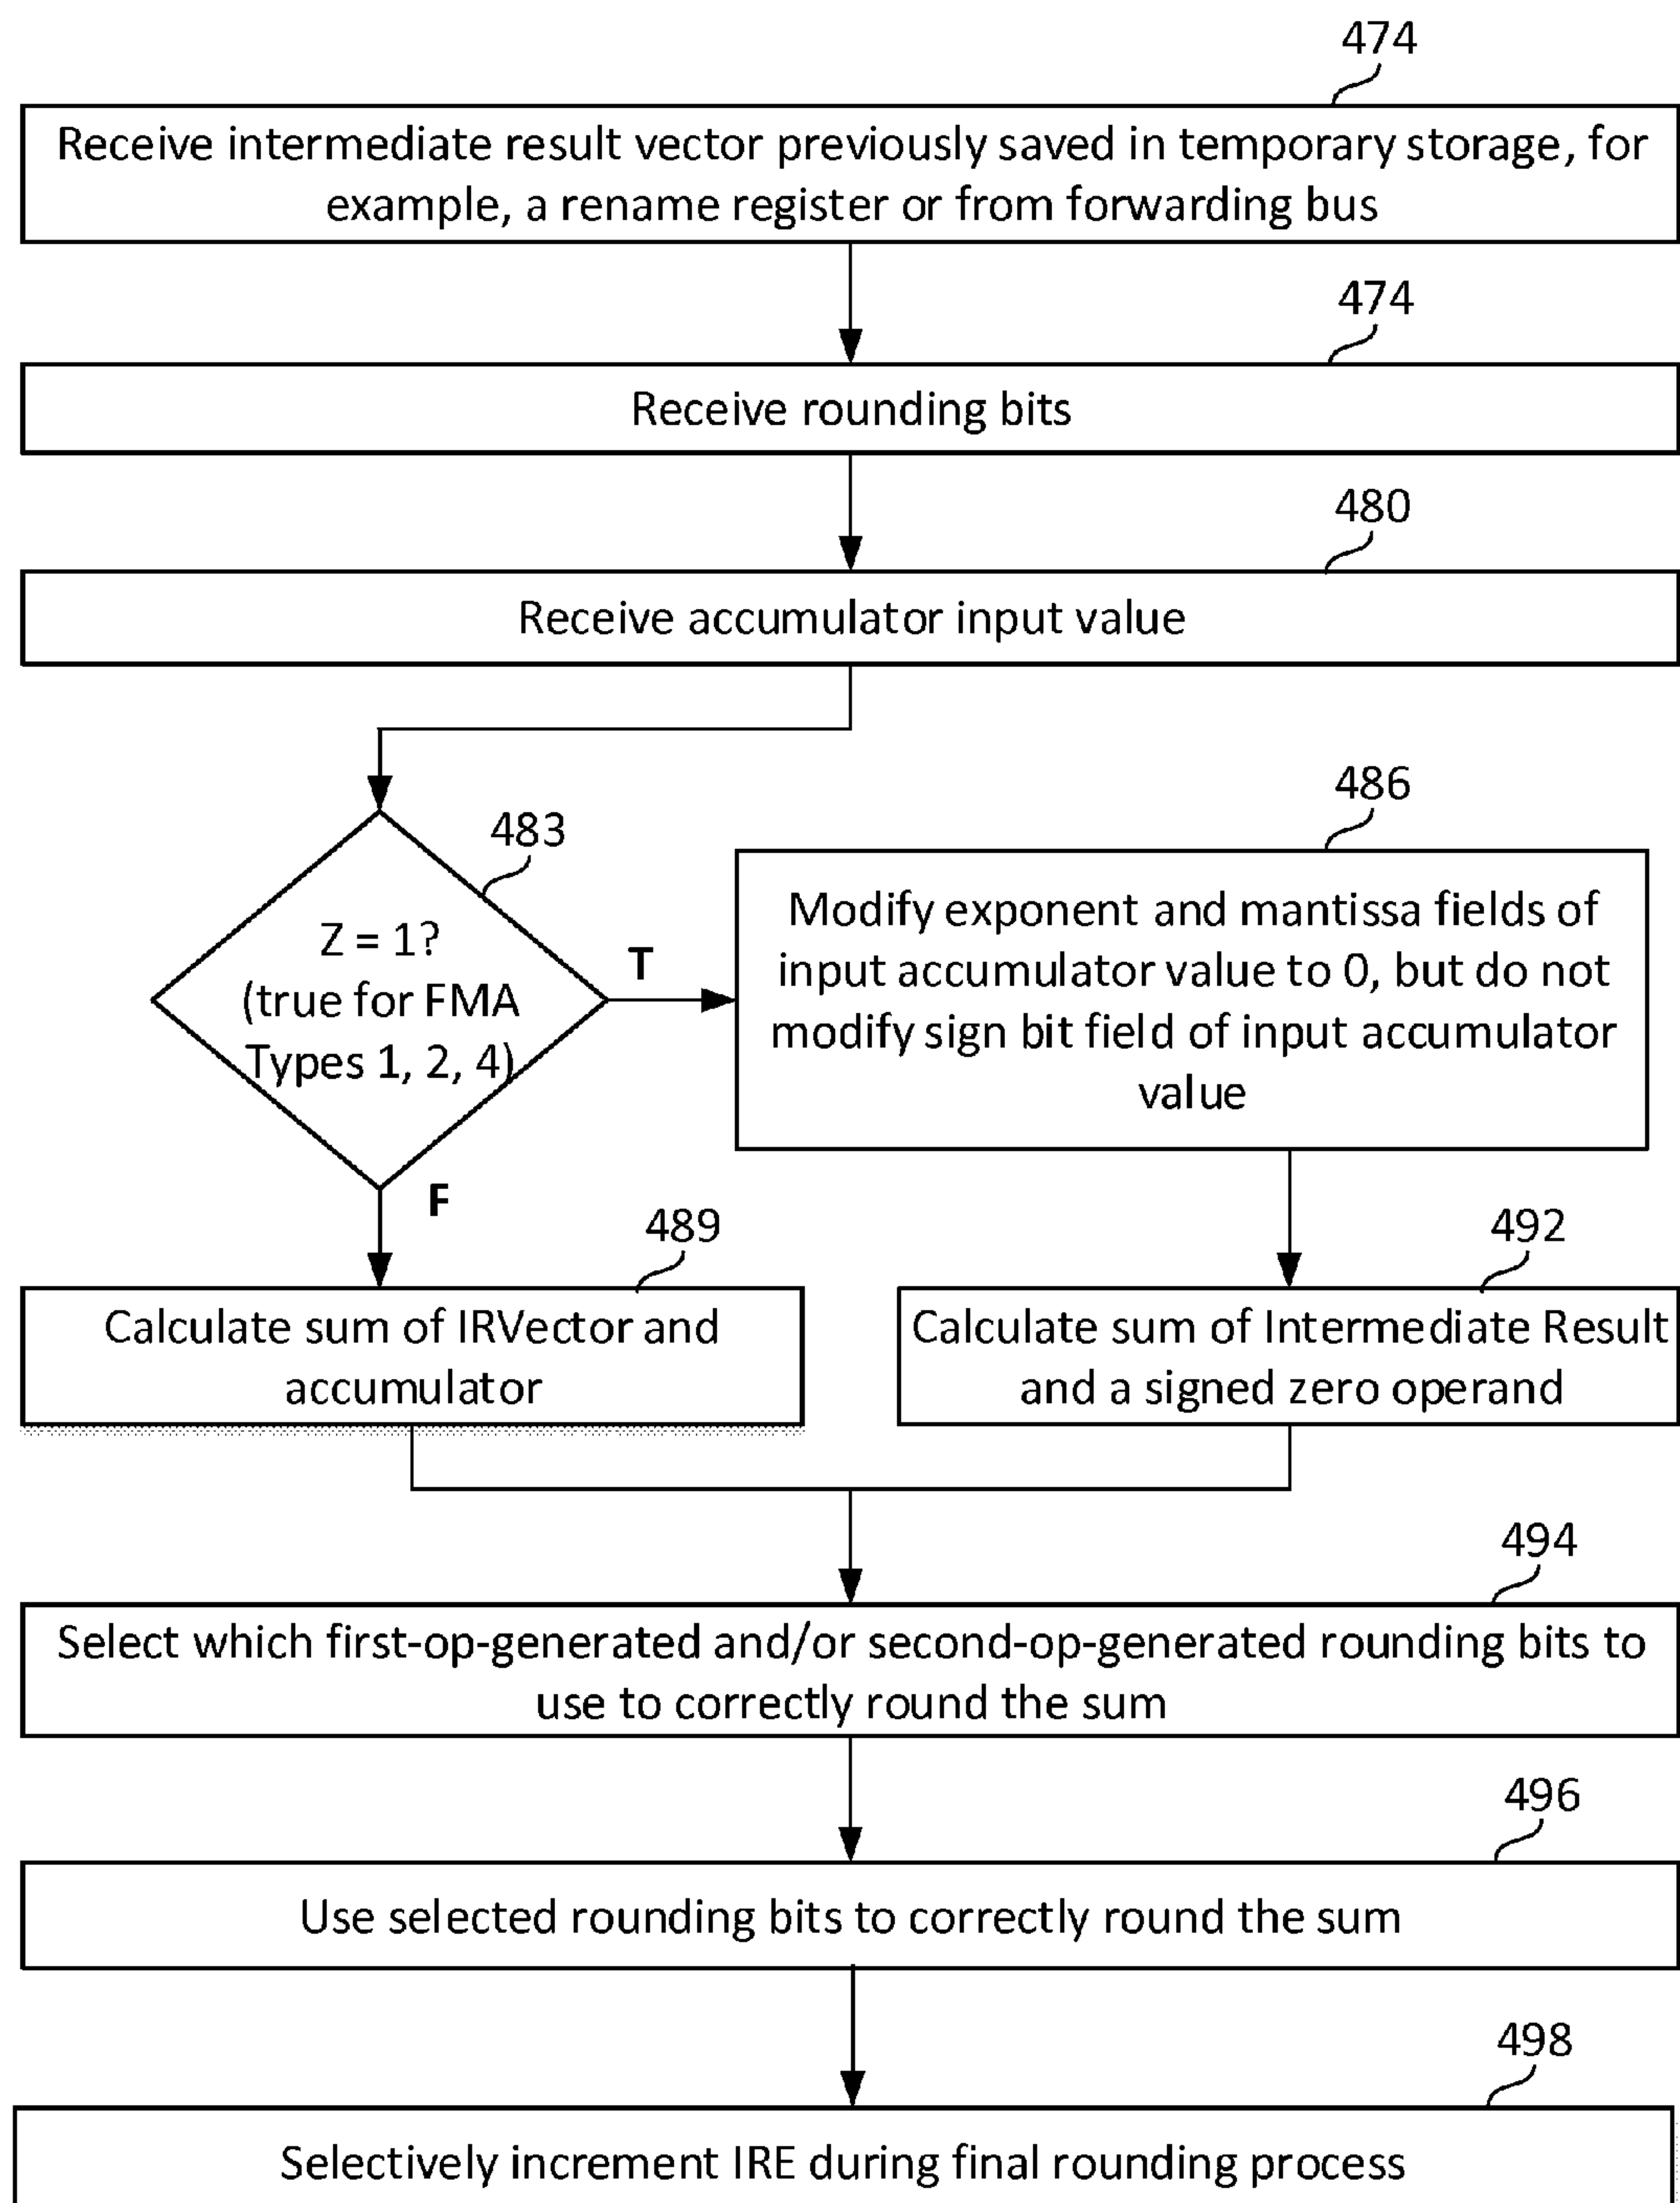 474
Receive intermediate result vector previously saved in temporary storage, for
example, a rename register or from forwarding bus
474
Receive rounding bits
480
Receive accumulator input value
483
Z = 1?
(true for FMA
Types 1, 2, 4)
T
F
486
Modify exponent and mantissa fields of
input accumulator value to 0, but do not
modify sign bit field of input accumulator
value
489
Calculate sum of IRVector and
accumulator
492
Calculate sum of Intermediate Result
and a signed zero operand
494
Select which first-op-generated and/or second-op-generated rounding bits to
use to correctly round the sum
496
Use selected rounding bits to correctly round the sum
498
Selectively increment IRE during final rounding process